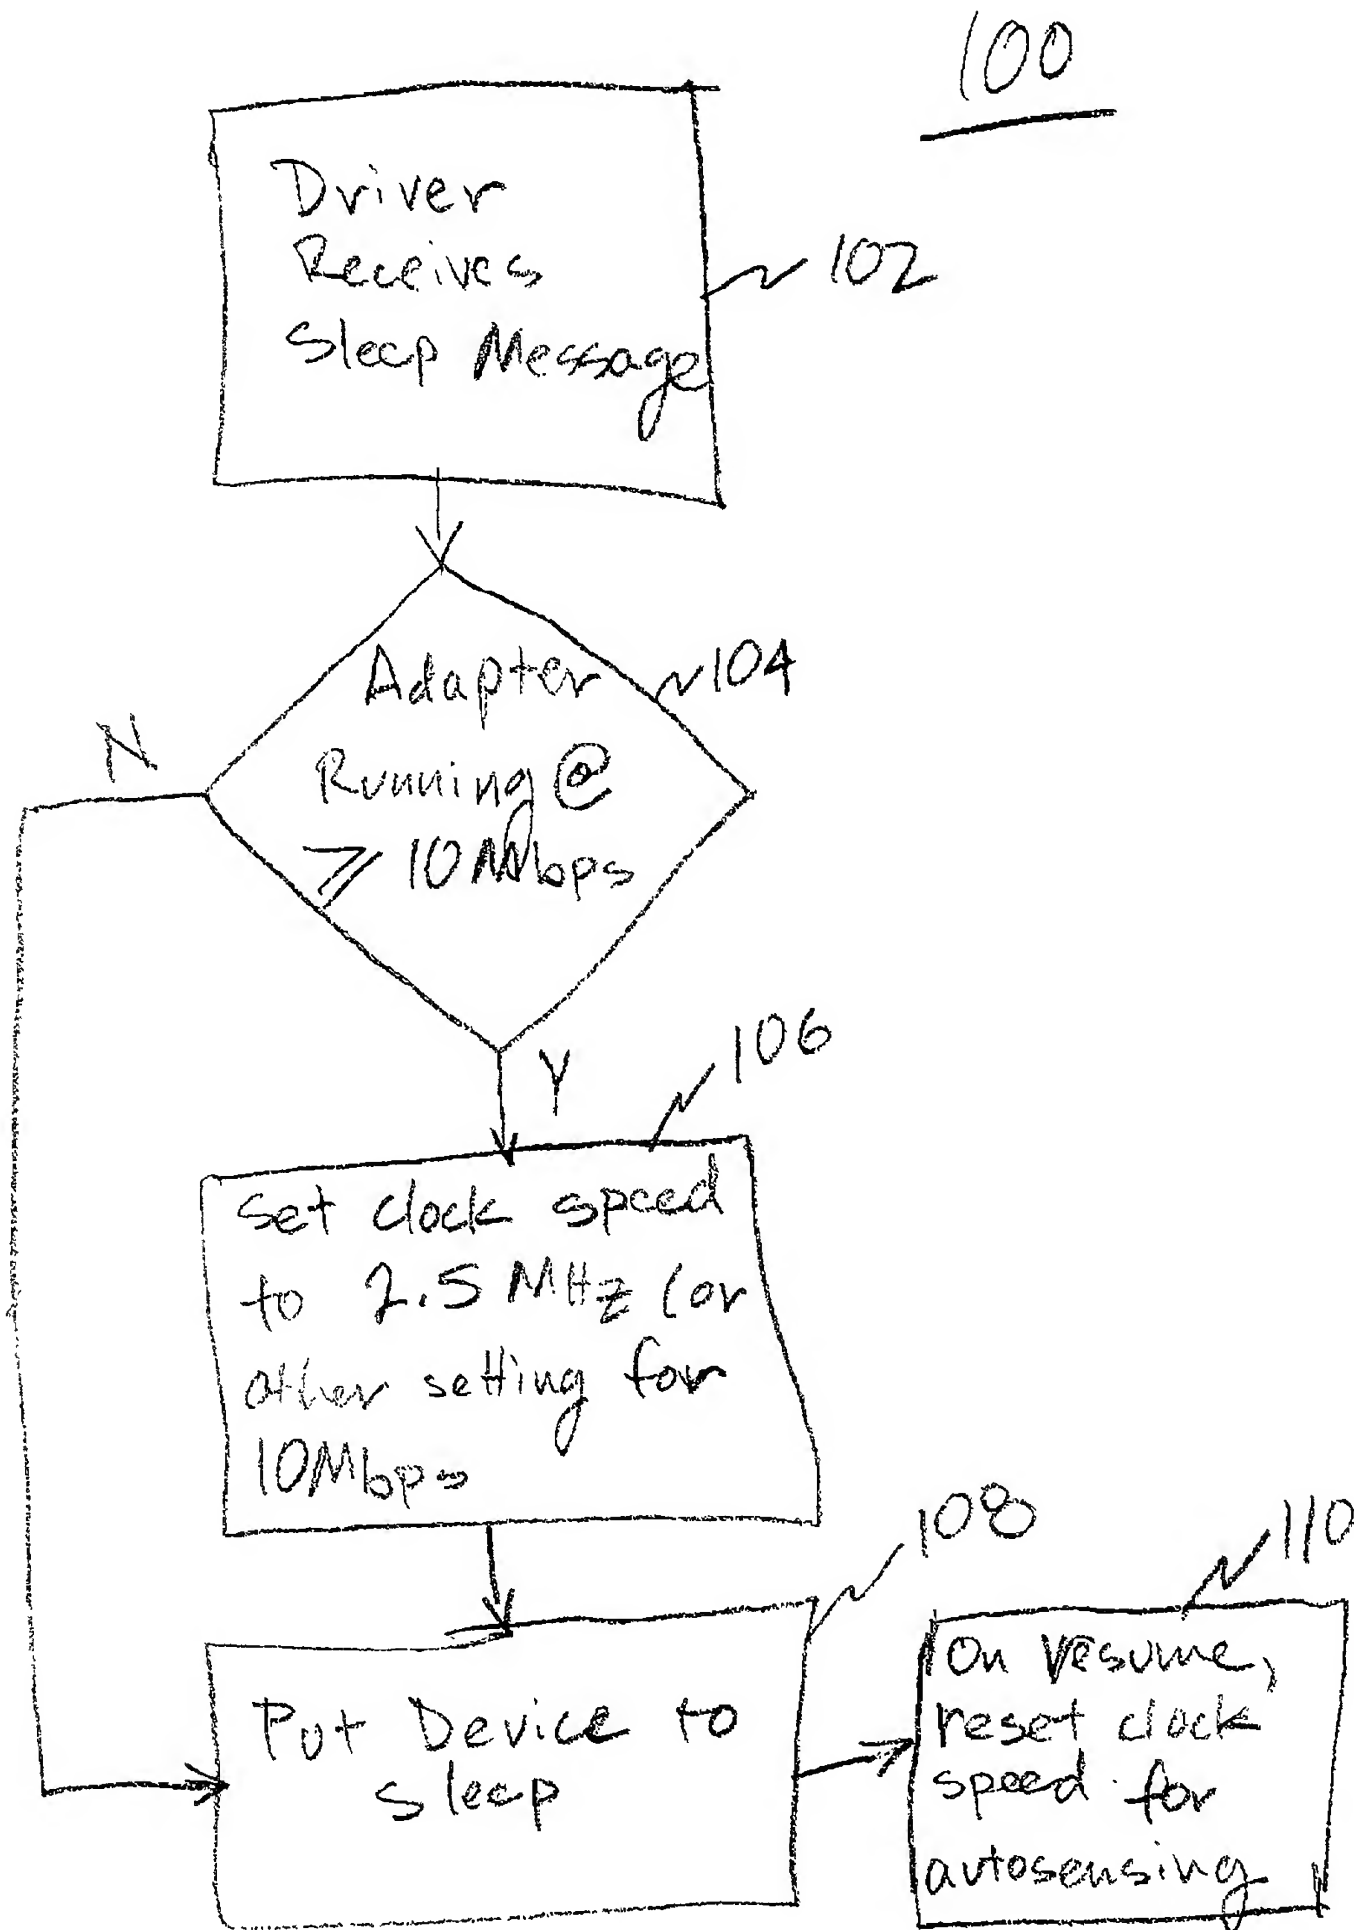 100
Driver
Receives
Sleep Message
102
Adapter
Running @
≥ 10Mbps
104
N
Y
106
Set clock speed
to 2.5 MHz (or
other setting for
10Mbps
108
Put Device to
sleep
110
On resume,
reset clock
speed for
autosensing